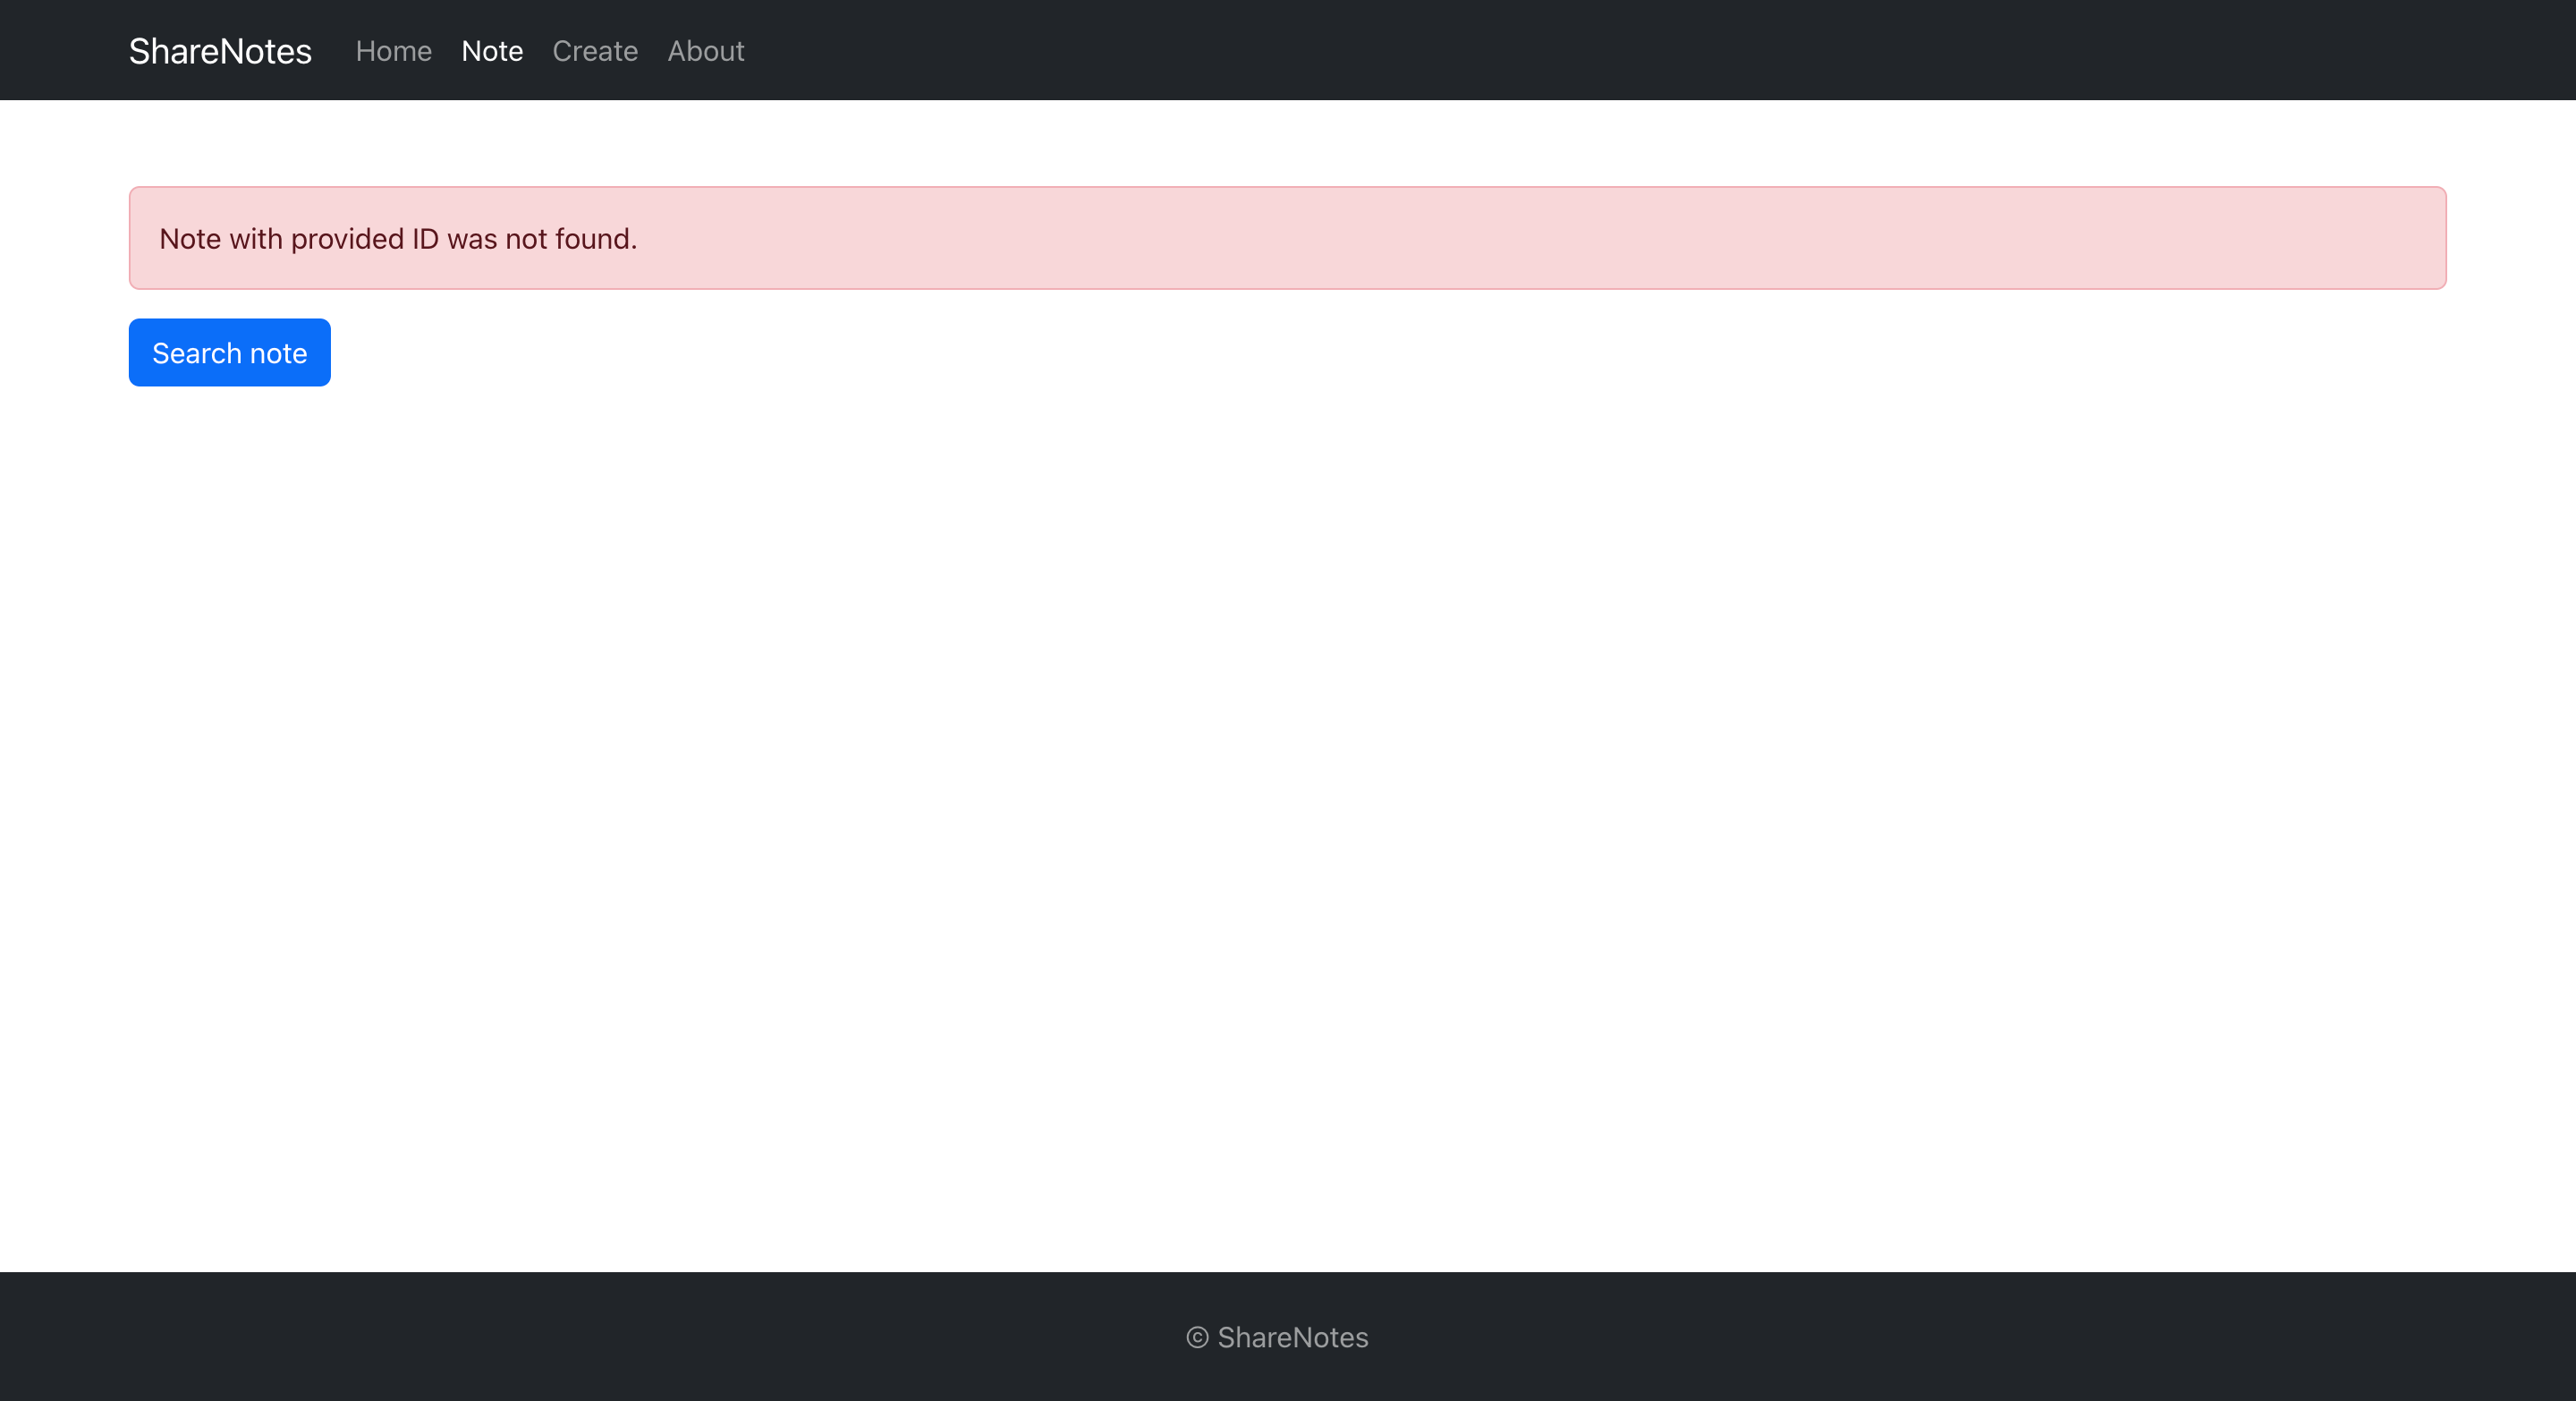 ShareNotes Home Note Create About
Note with provided ID was not found.
Search note
© ShareNotes